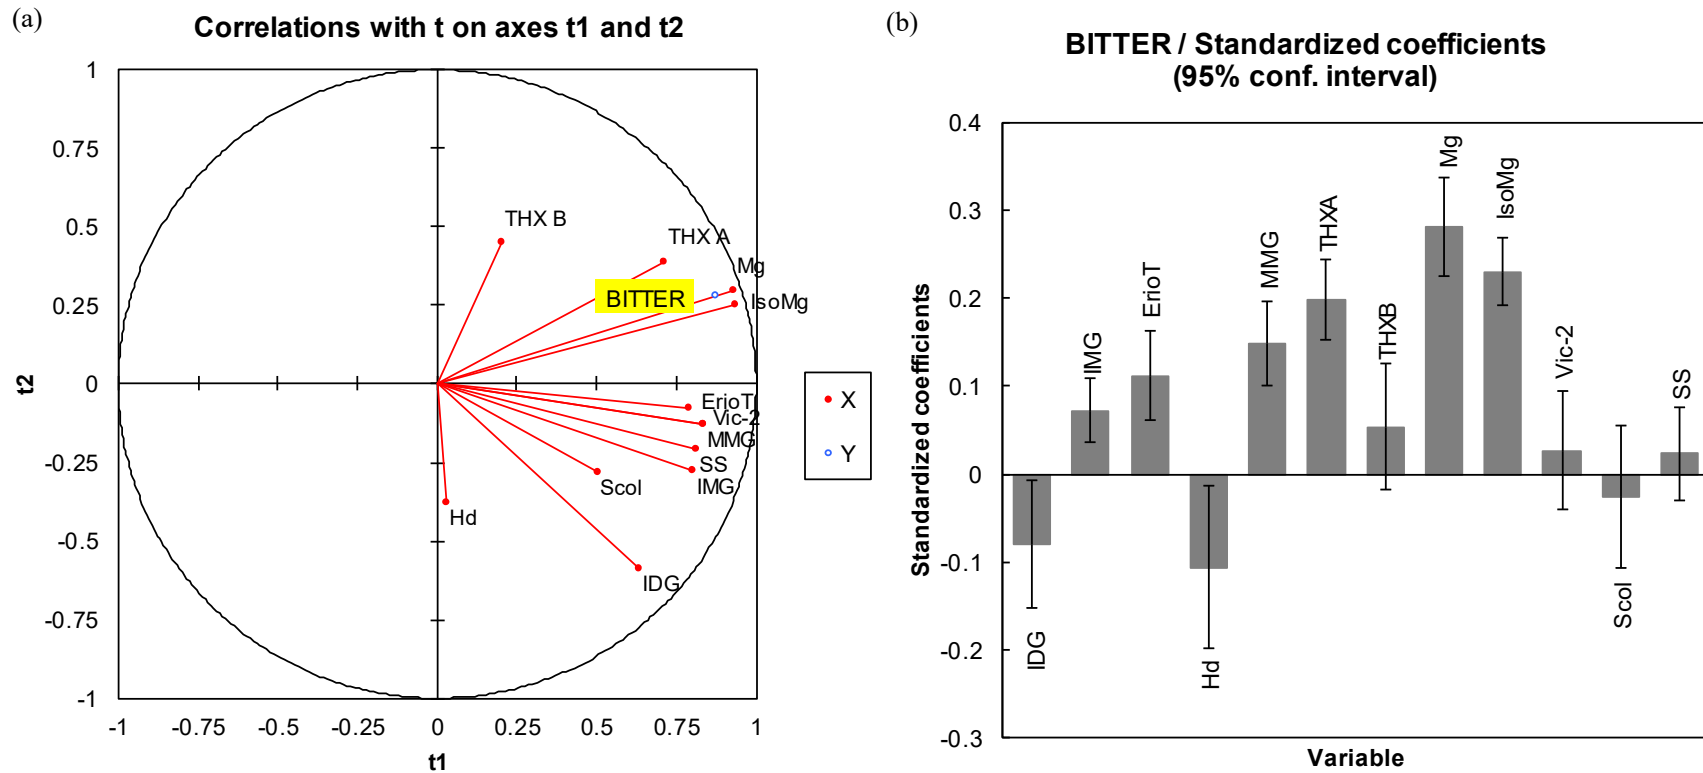 (a)
Correlations with t on axes t1 and t2
1
0.75
0.5
0.25
0
-0.25
-0.5
-0.75
-1
t2
-1
-0.75
-0.5
-0.25
0
0.25
0.5
0.75
1
t1
THX B
THX A
Mg
BITTER
IsoMg
ErioT
Vic-2
MMG
SS
IMG
Scol
Hd
IDG
X
Y
(b)
BITTER / Standardized coefficients
(95% conf. interval)
0.4
0.3
0.2
0.1
0
-0.1
-0.2
-0.3
Standardized coefficients
IDG
IMG
ErioT
Hd
MMG
THXA
THXB
Mg
IsoMg
Vic-2
Scol
SS
Variable